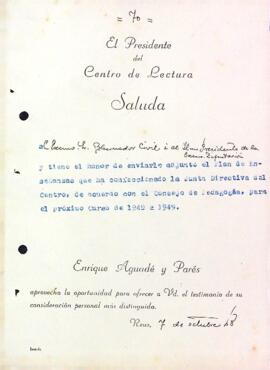 = 70 =
El Presidente
del
Centro de Lectura
Saluda
al Excmo Sr. Gobernador Civil i al Ilmo Presidente de la
Excma. Diputación
y tiene el honor de enviarle adjunto el Plan de En-
señanzas que ha confeccionado la Junta Directiva del
Centro, de acuerdo con el Consejo de Pedagogía, para
el próximo Curso de 1948 a 1949.
Enrique Aguadé y Parés
aprovecha la oportunidad para ofrecer a Vd. el testimonio de su
consideración personal más distinguida.
Reus, 7 de octubre 48